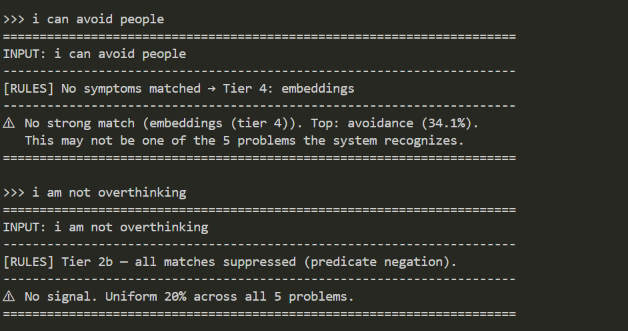 >>> i can avoid people
======================================================================
INPUT: i can avoid people
----------------------------------------------------------------------
[RULES] No symptoms matched → Tier 4: embeddings
----------------------------------------------------------------------
⚠ No strong match (embeddings (tier 4)). Top: avoidance (34.1%).
This may not be one of the 5 problems the system recognizes.
======================================================================
>>> i am not overthinking
======================================================================
INPUT: i am not overthinking
----------------------------------------------------------------------
[RULES] Tier 2b — all matches suppressed (predicate negation).
----------------------------------------------------------------------
⚠ No signal. Uniform 20% across all 5 problems.
======================================================================